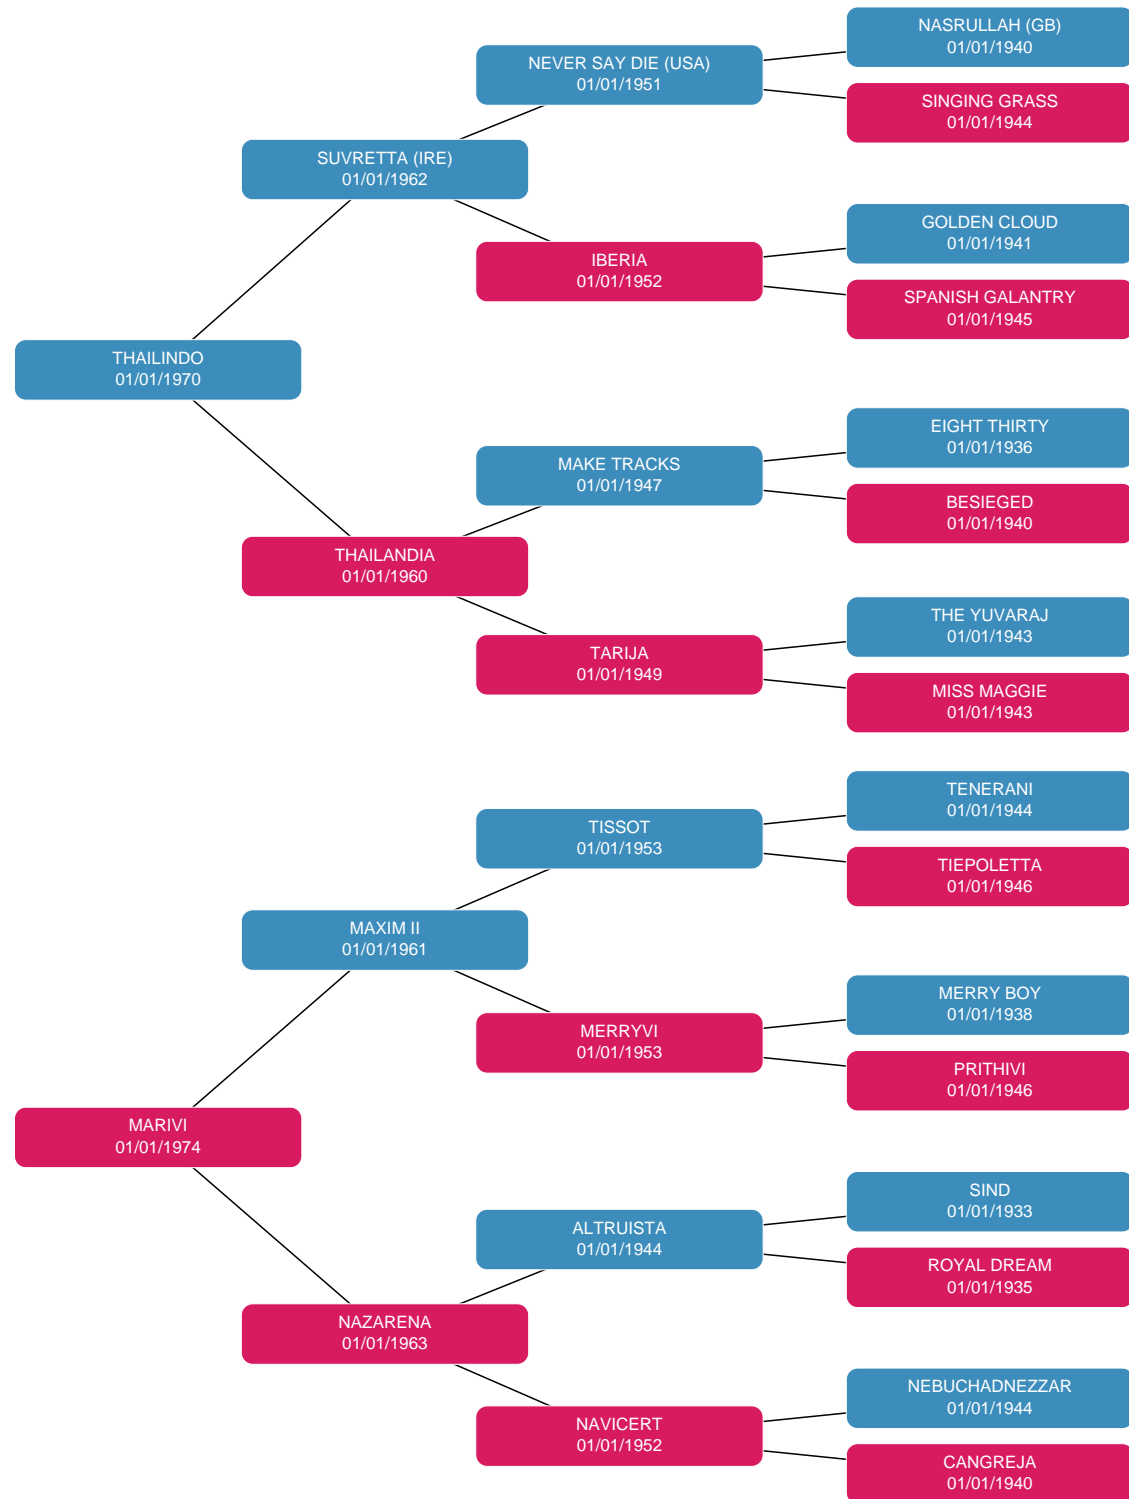 NASRULLAH (GB)
01/01/1940
NEVER SAY DIE (USA)
01/01/1951
SINGING GRASS
01/01/1944
SUVRETTA (IRE)
01/01/1962
GOLDEN CLOUD
01/01/1941
IBERIA
01/01/1952
SPANISH GALANTRY
01/01/1945
THAILINDO
01/01/1970
EIGHT THIRTY
01/01/1936
MAKE TRACKS
01/01/1947
BESIEGED
01/01/1940
THAILANDIA
01/01/1960
THE YUVARAJ
01/01/1943
TARIJA
01/01/1949
MISS MAGGIE
01/01/1943
TENERANI
01/01/1944
TISSOT
01/01/1953
TIEPOLETTA
01/01/1946
MAXIM II
01/01/1961
MERRY BOY
01/01/1938
MERRYVI
01/01/1953
PRITHIVI
01/01/1946
MARIVI
01/01/1974
SIND
01/01/1933
ALTRUISTA
01/01/1944
ROYAL DREAM
01/01/1935
NAZARENA
01/01/1963
NEBUCHADNEZZAR
01/01/1944
NAVICERT
01/01/1952
CANGREJA
01/01/1940